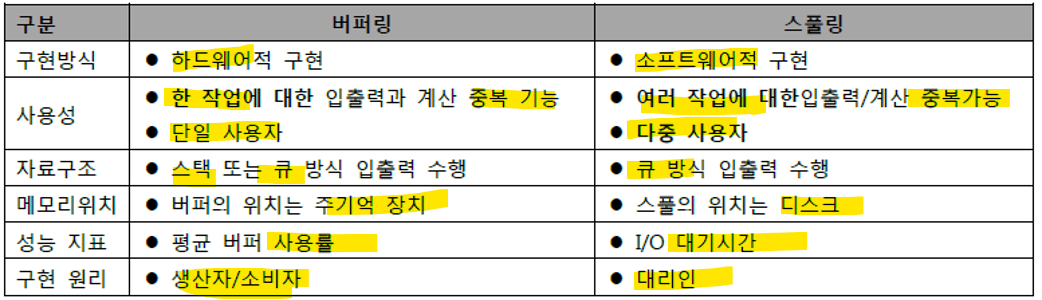 구분 버퍼링 스풀링
구현방식 ● 하드웨어적 구현 ● 소프트웨어적 구현
사용성 ● 한 작업에 대한 입출력과 계산 중복 기능 ● 여러 작업에 대한입출력/계산 중복가능
● 단일 사용자 ● 다중 사용자
자료구조 ● 스택 또는 큐 방식 입출력 수행 ● 큐 방식 입출력 수행
메모리위치 ● 버퍼의 위치는 주기억 장치 ● 스풀의 위치는 디스크
성능 지표 ● 평균 버퍼 사용률 ● I/O 대기시간
구현 원리 ● 생산자/소비자 ● 대리인